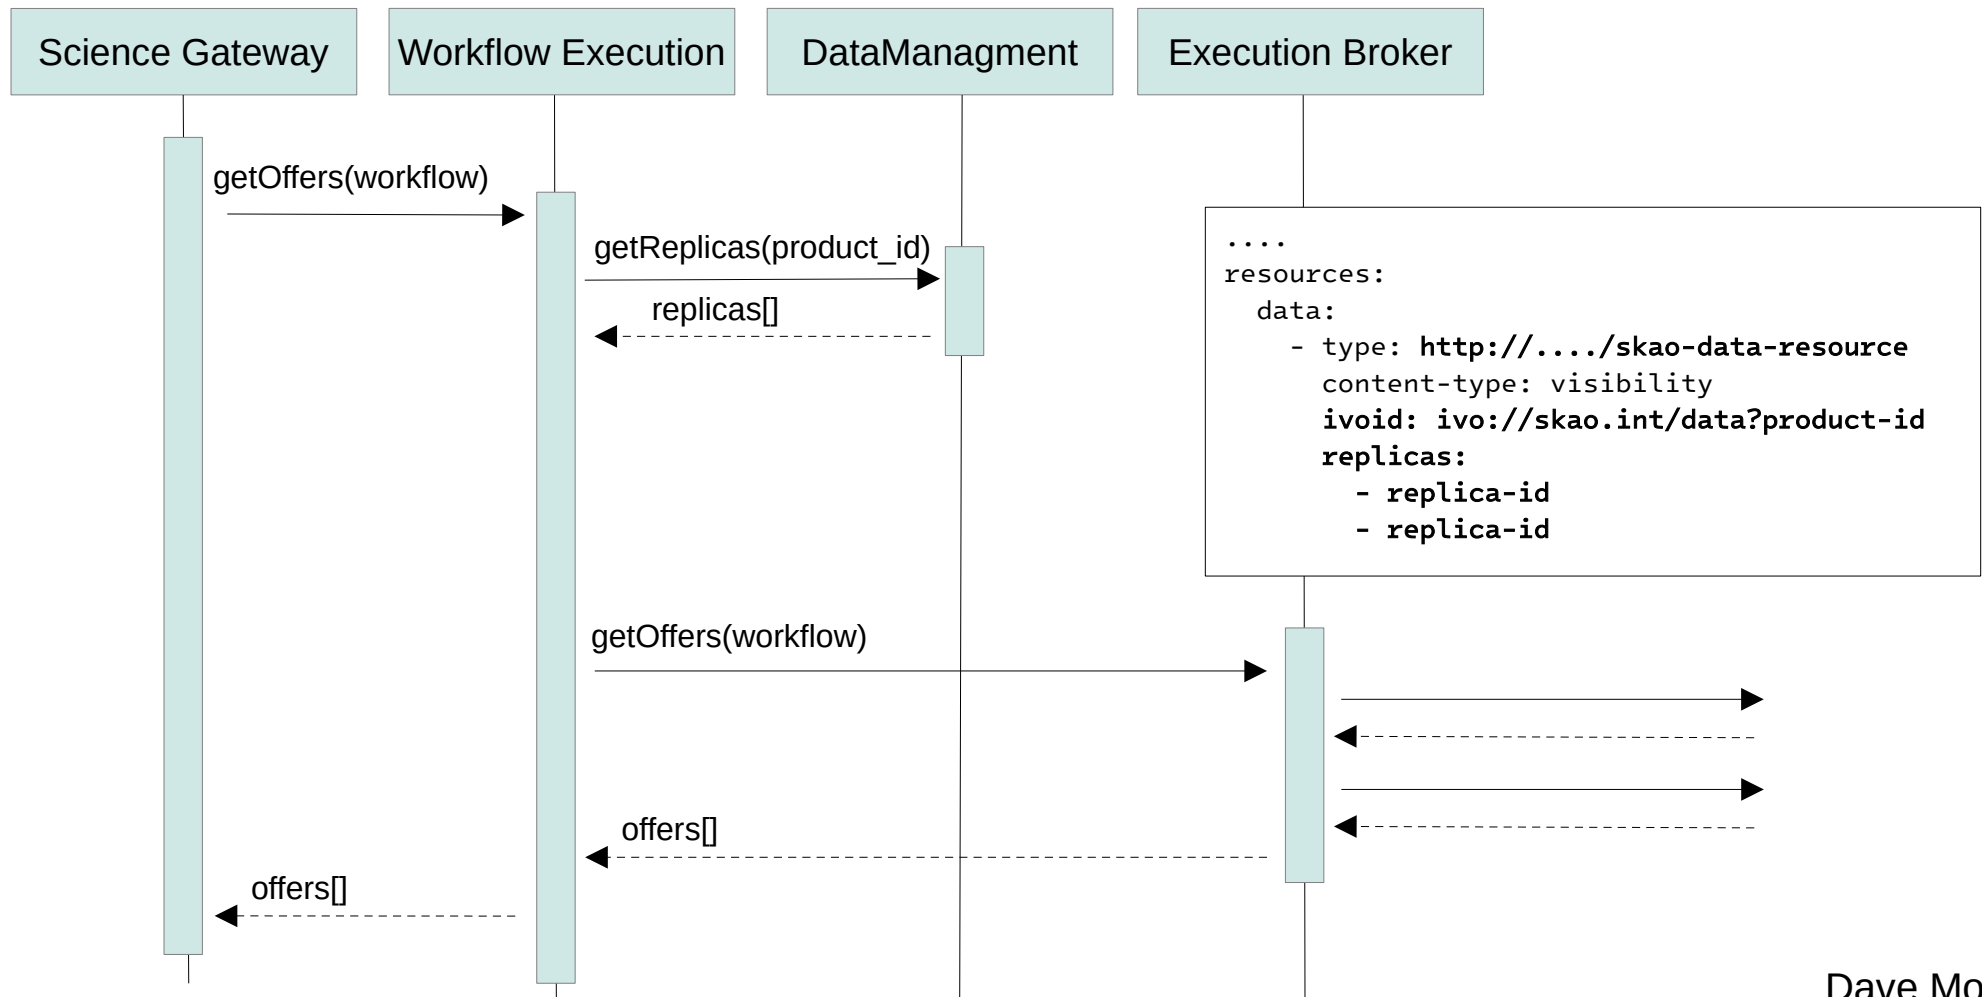 Science Gateway
Workflow Execution
DataManagment
Execution Broker
getOffers(workflow)
getReplicas(product_id)
replicas[]
....
resources:
  data:
    - type: http://..../skao-data-resource
      content-type: visibility
      ivoid: ivo://skao.int/data?product-id
      replicas:
        - replica-id
        - replica-id
getOffers(workflow)
offers[]
offers[]
Dave